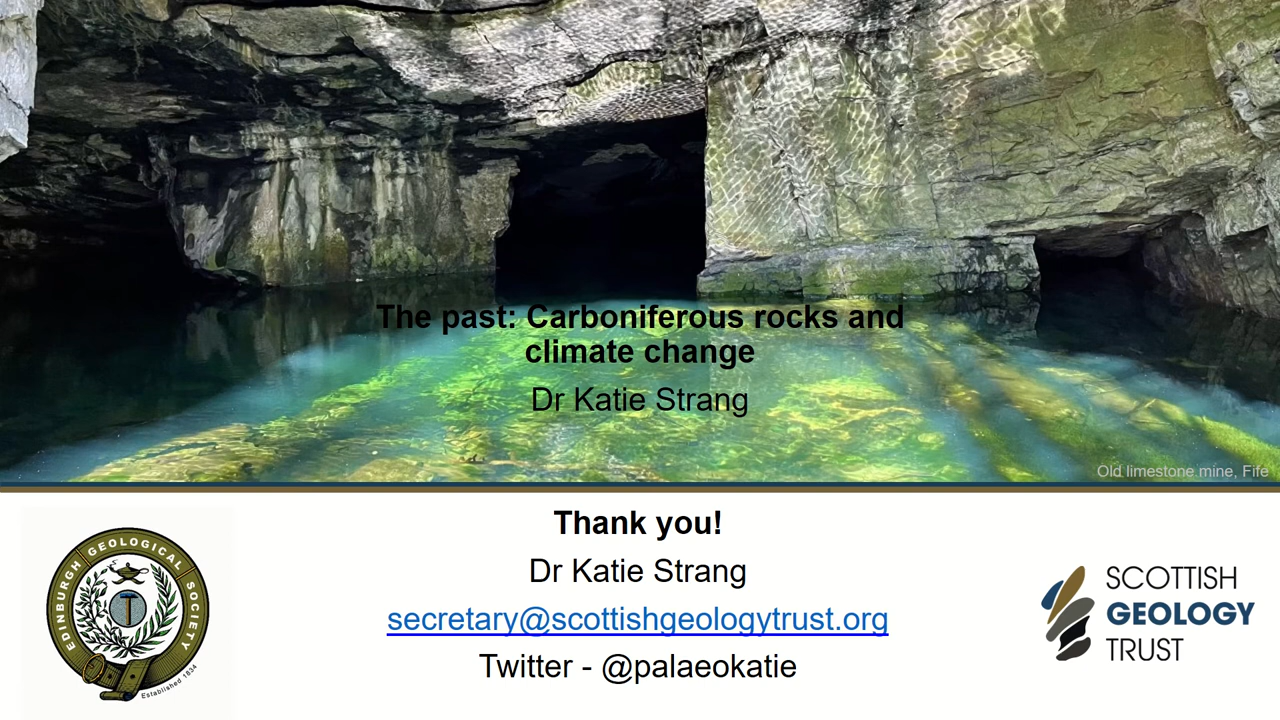 The past: Carboniferous rocks and
climate change
Dr Katie Strang
Old limestone mine, Fife
Thank you!
Dr Katie Strang
secretary@scottishgeologytrust.org
Twitter - @palaeokatie
EDINBURGH GEOLOGICAL SOCIETY
Established 1834
SCOTTISH
GEOLOGY
TRUST